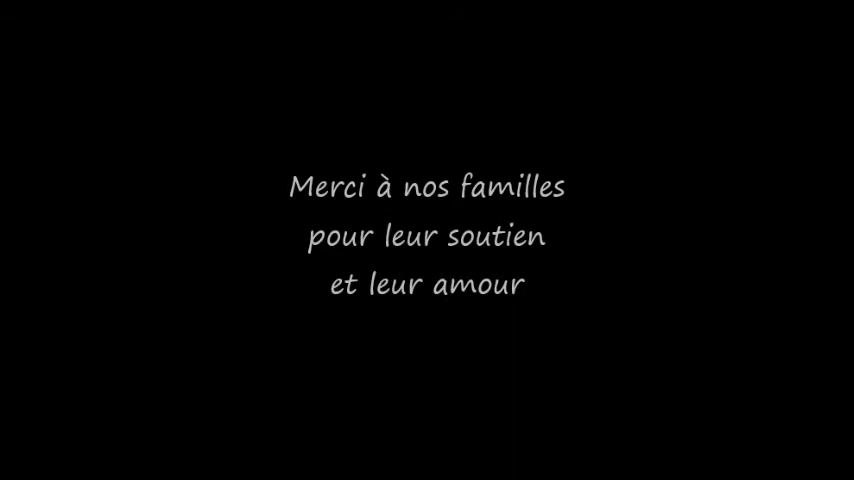 Merci à nos familles
pour leur soutien
et leur amour